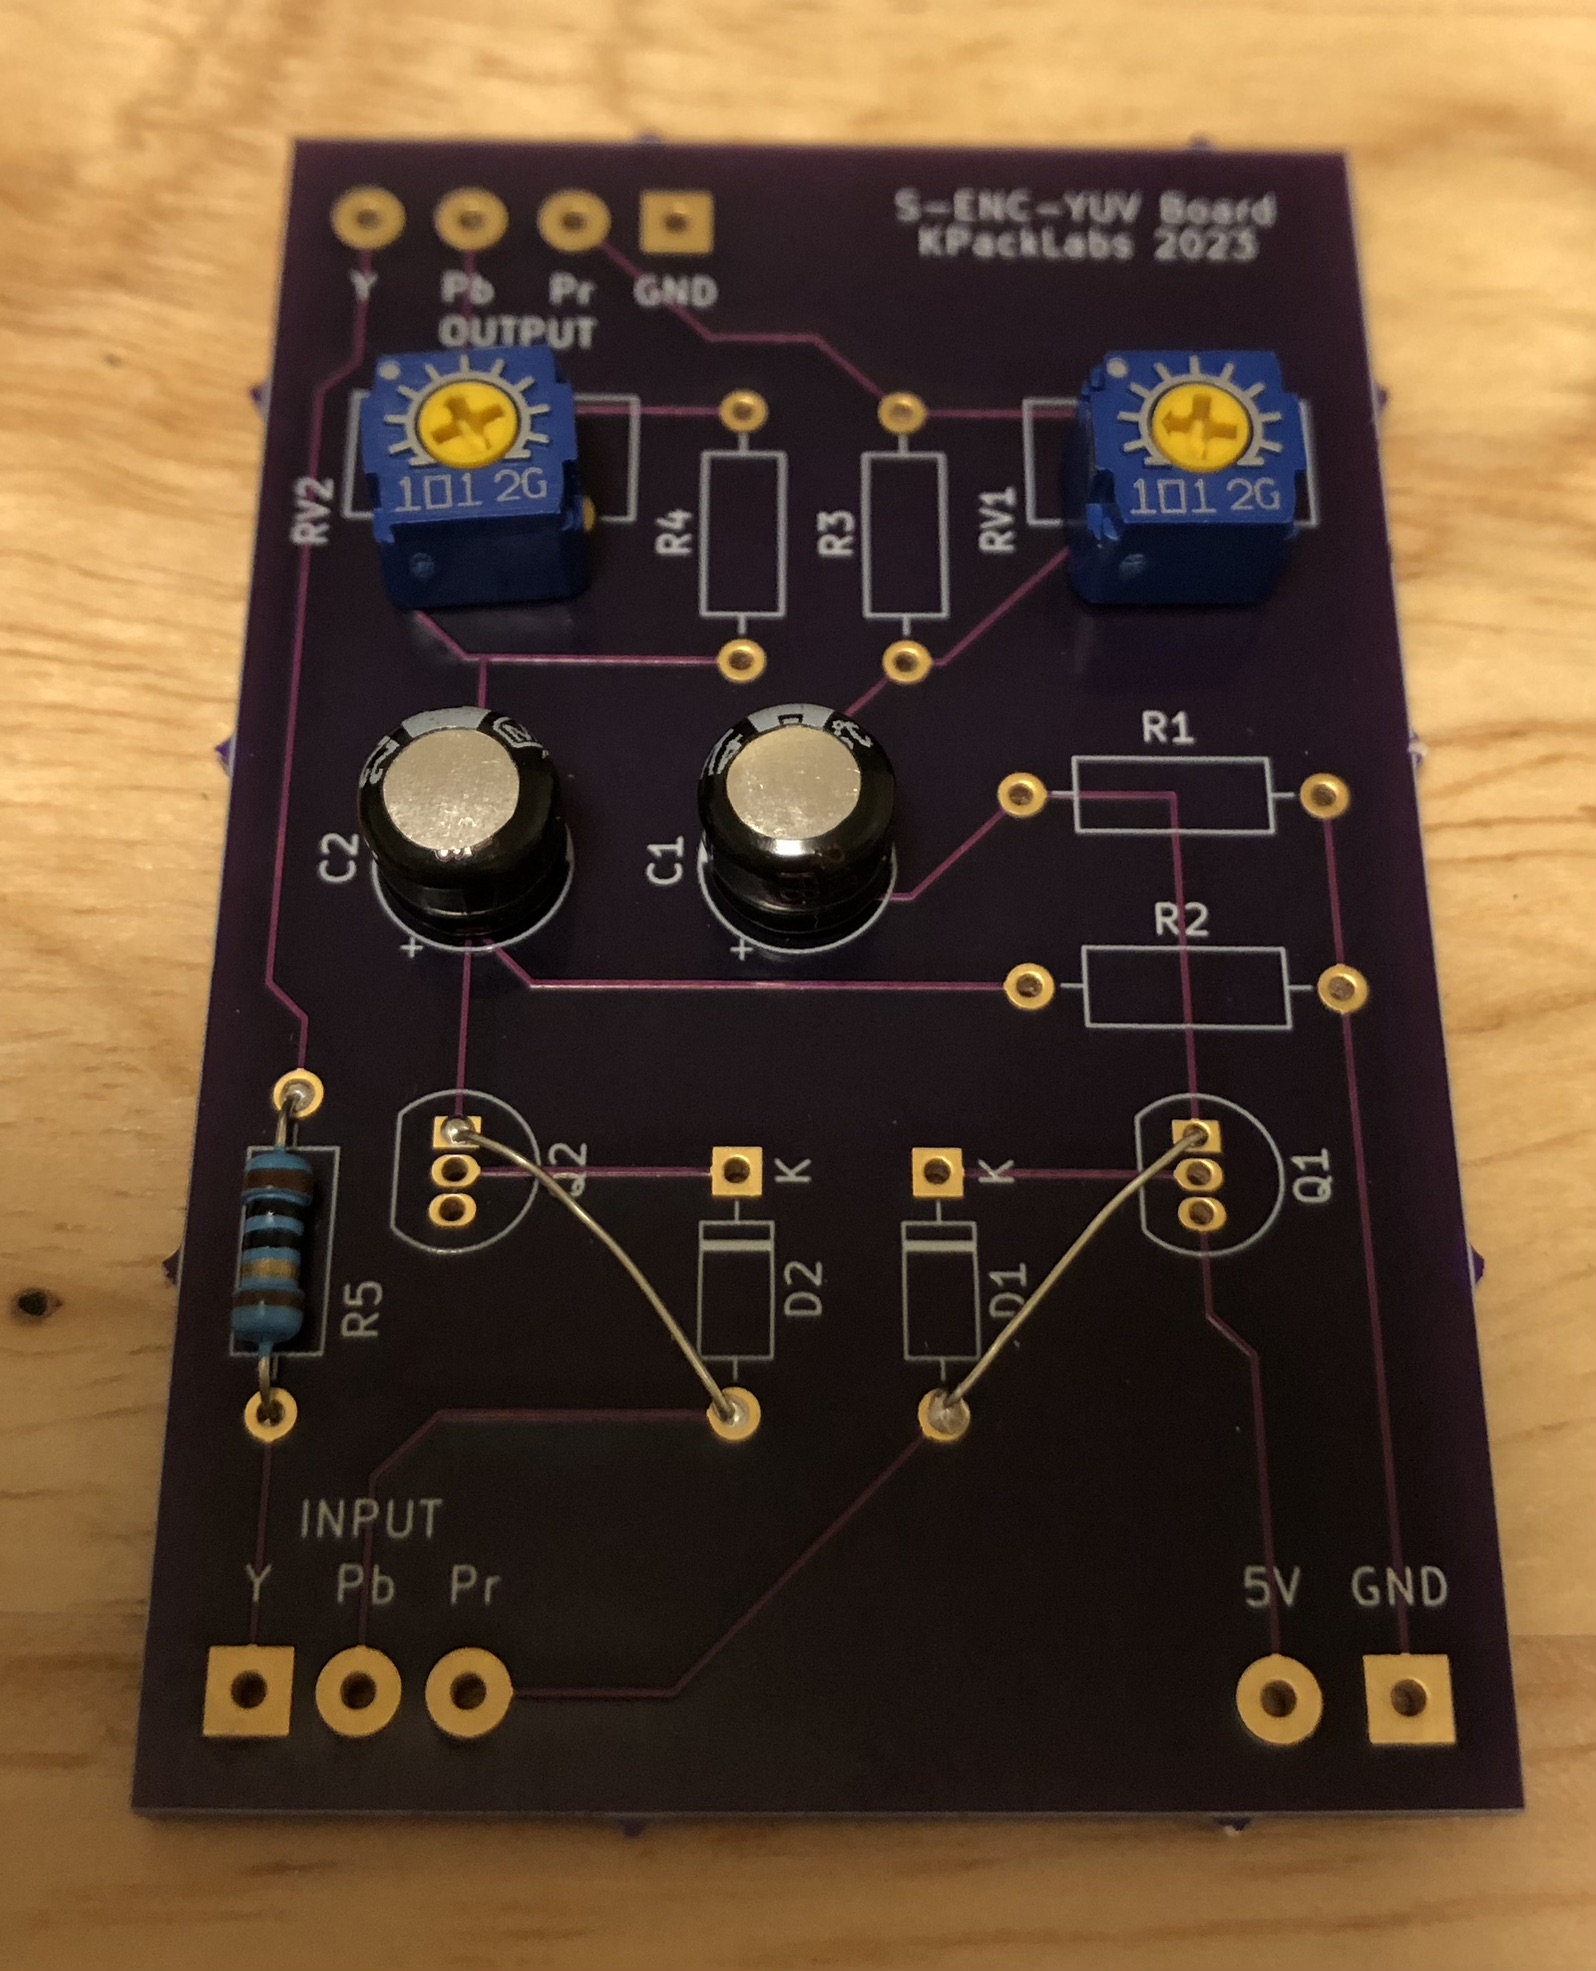 S-ENC-YUV Board
KPackLabs 2023
Y Pb Pr GND
OUTPUT
RV2
101 2G
R4
R3
RV1
101 2G
R1
C2
C1
R2
+
+
Q2
K
K
Q1
R5
D2
D1
INPUT
Y Pb Pr
5V GND